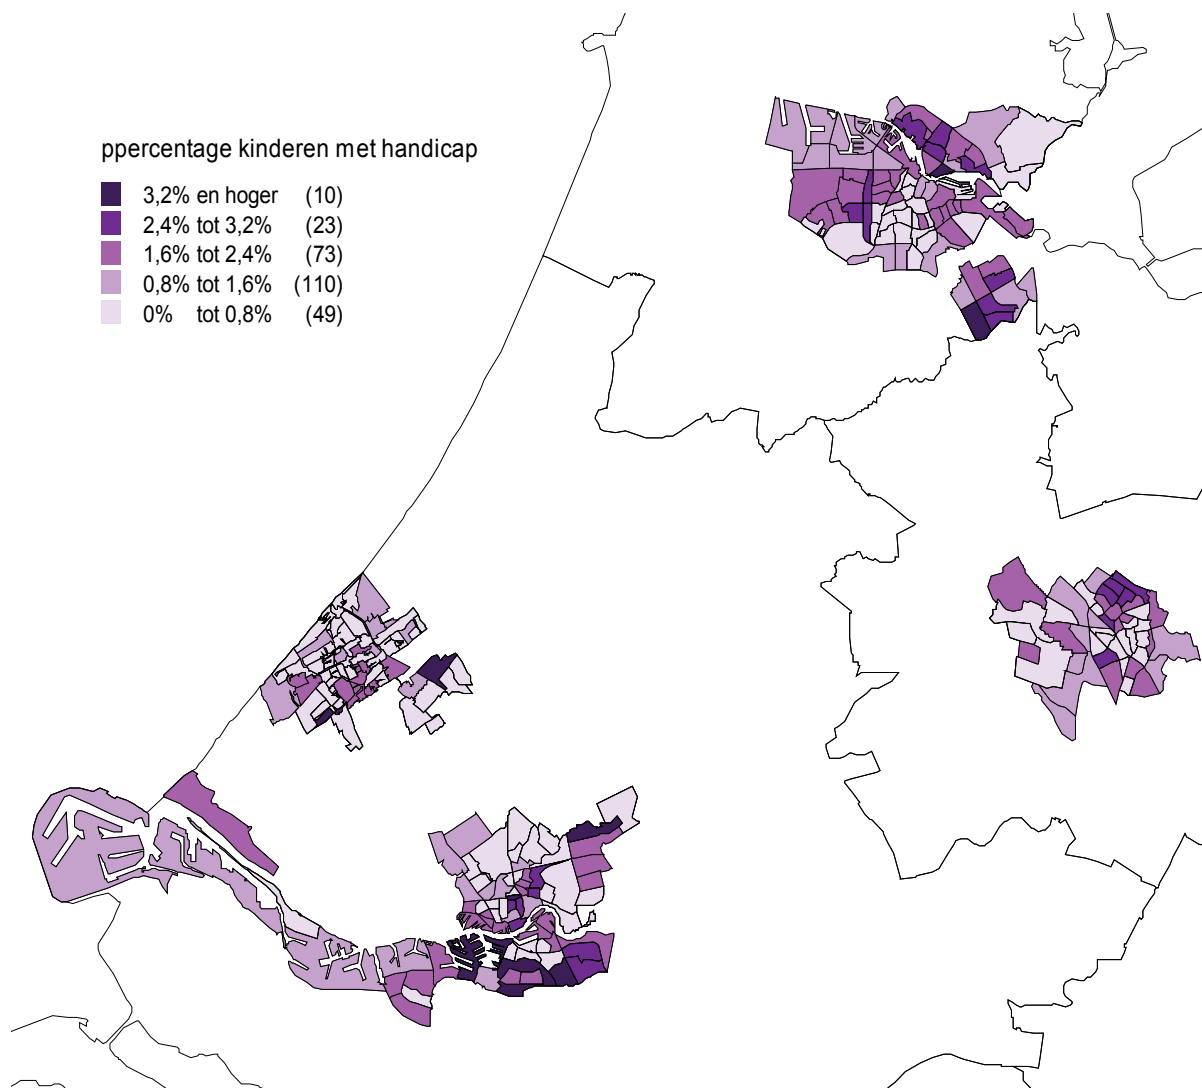 ppercentage kinderen met handicap
3,2% en hoger (10)
2,4% tot 3,2% (23)
1,6% tot 2,4% (73)
0,8% tot 1,6% (110)
0% tot 0,8% (49)